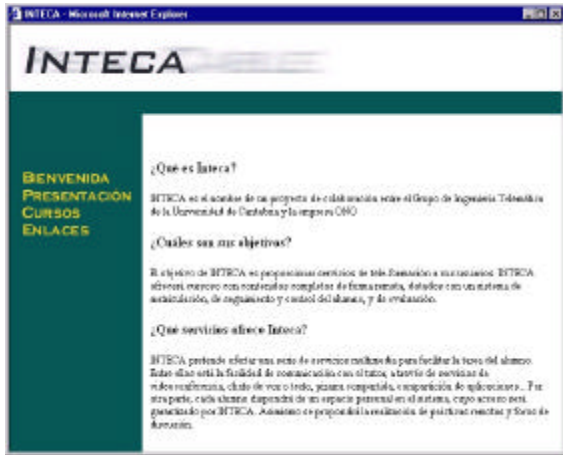 INTECA - Microsoft Internet Explorer
INTECA
BIENVENIDA
PRESENTACIÓN
CURSOS
ENLACES
¿Qué es Inteca?
INTECA es el nombre de un proyecto de colaboración entre el Grupo de Ingeniería Telemática
de la Universidad de Cantabria y la empresa ONO
¿Cuáles son sus objetivos?
El objetivo de INTECA es proporcionar servicios de tele-formación a sus usuarios. INTECA
ofrecerá cursos con contenidos completos de forma remota, dotados con un sistema de
matriculación, de seguimiento y control del alumno, y de evaluación.
¿Qué servicios ofrece Inteca?
INTECA pretende ofertar una serie de servicios multimedia para facilitar la tarea del alumno.
Entre ellos está la facilidad de comunicación con el tutor, a través de servicios de
videoconferencia, chats de voz o texto, pizarra compartida, compartición de aplicaciones... Por
otra parte, cada alumno dispondrá de un espacio personal en el sistema, cuyo acceso será
garantizado por INTECA. Asimismo se propondrá la realización de prácticas remotas y foros de
discusión.